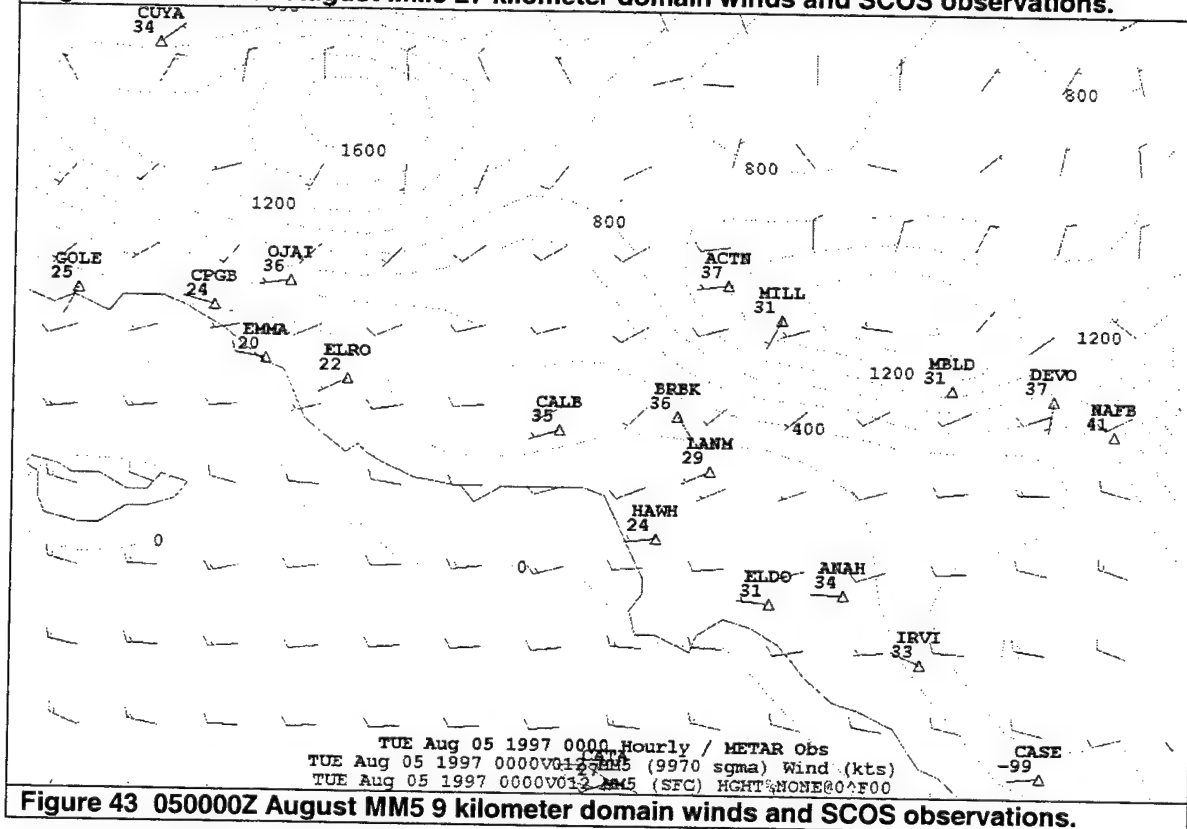 August MM5 27 kilometer domain winds and SCOS observations.
CUYA
34
800
1600
800
1200
800
GOLE
25
OJAI
36
CPGB
24
ACTN
37
MILL
31
EMMA
20
ELRO
22
1200
1200
MBLD
31
DEVO
37
CALB
35
BRBK
36
NAFB
41
400
LANM
29
HAWH
24
0
0
ELDO
31
ANAH
34
IRVI
33
CASE
-99
CATA
TUE Aug 05 1997 0000 Hourly / METAR Obs
TUE Aug 05 1997 0000V012 MM5 (9970 sgma) Wind (kts)
TUE Aug 05 1997 0000V012 MM5 (SFC) HGHT%NONE@0^F00
Figure 43 050000Z August MM5 9 kilometer domain winds and SCOS observations.